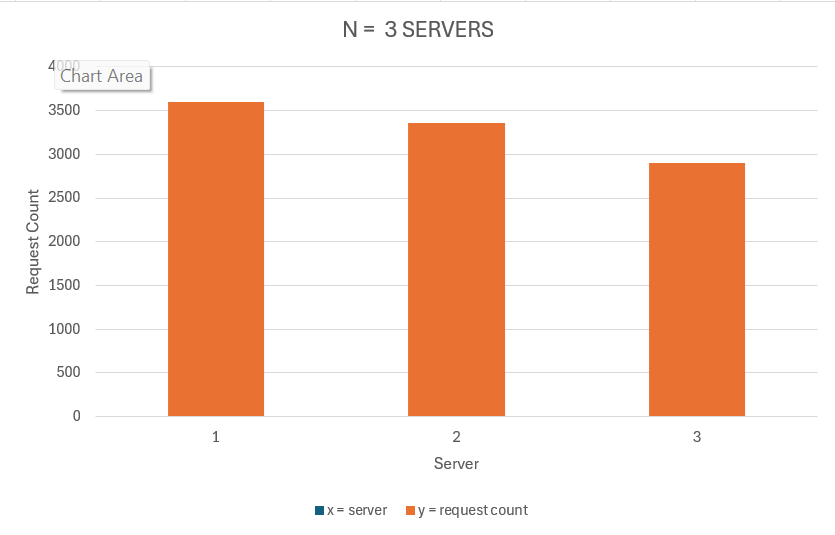 N = 3 SERVERS
4000
Chart Area
3500
3000
2500
2000
1500
1000
500
0
Request Count
1 2 3
Server
x = server y = request count